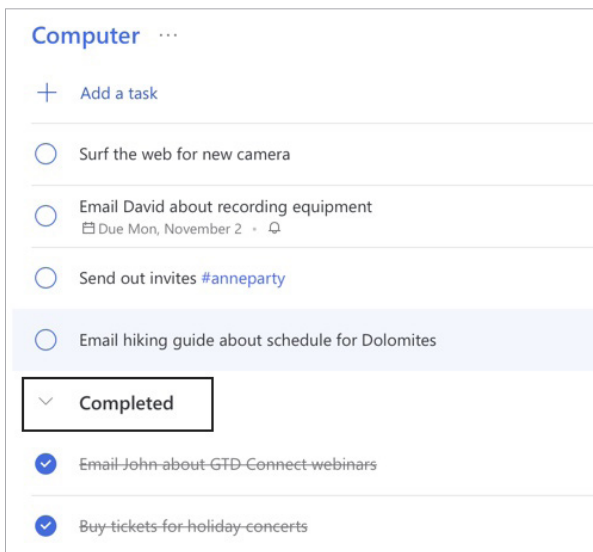 Computer ...
Add a task
Surf the web for new camera
Email David about recording equipment
Due Mon, November 2 •
Send out invites #anneparty
Email hiking guide about schedule for Dolomites
Completed
Email John about GTD Connect webinars
Buy tickets for holiday concerts